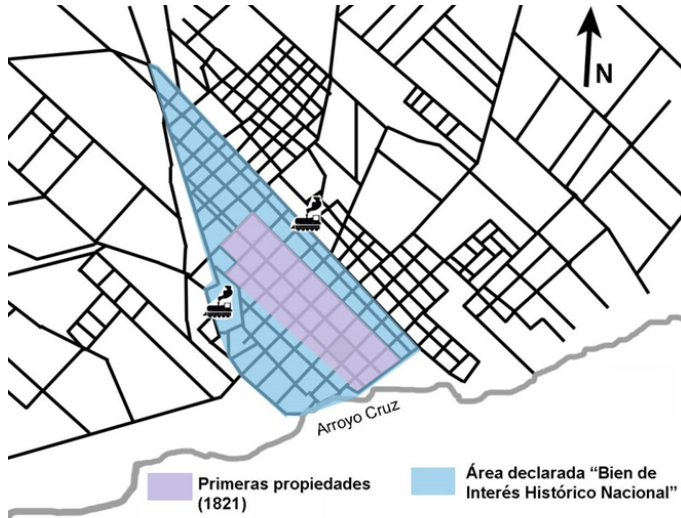 N
Arroyo Cruz
Primeras propiedades
(1821)
Área declarada “Bien de
Interés Histórico Nacional”